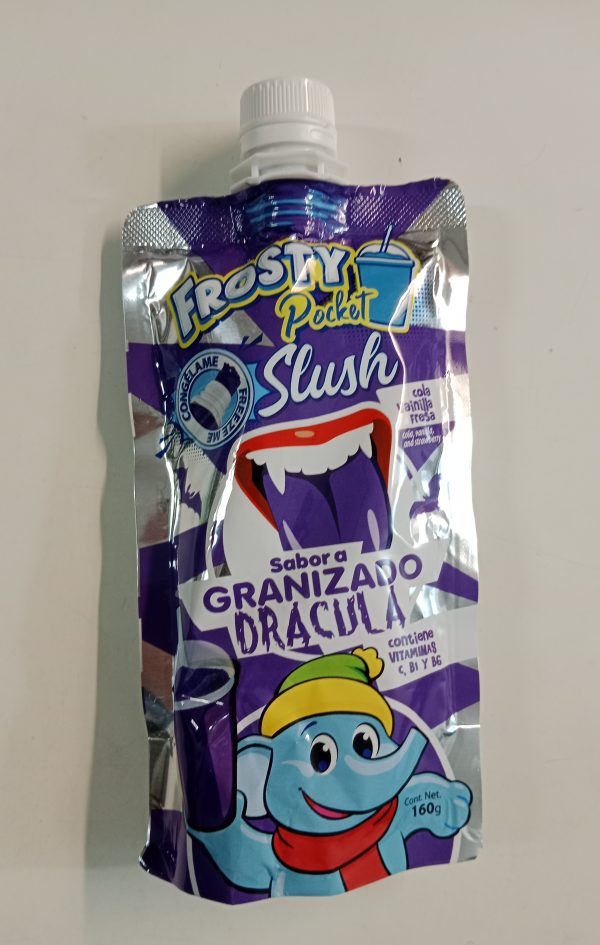 FROSTY
Pocket
Slush
CONGÉLAME
FREEZE ME
cola
vainilla
fresa
cola, vanilla,
and strawberry
Sabor a
GRANIZADO
DRÁCULA
contiene
VITAMINAS
C, B1 Y B6
Cont. Net.
160g